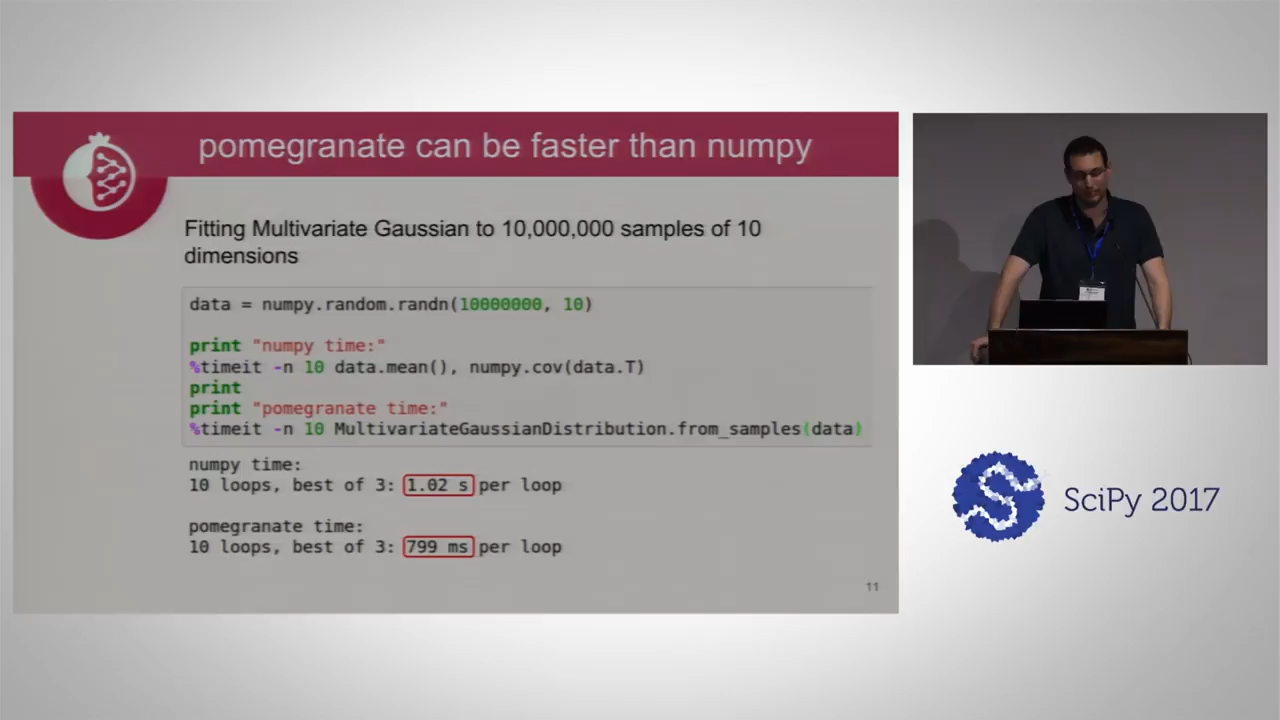 pomegranate can be faster than numpy
Fitting Multivariate Gaussian to 10,000,000 samples of 10
dimensions
data = numpy.random.randn(10000000, 10)
print "numpy time:"
%timeit -n 10 data.mean(), numpy.cov(data.T)
print
print "pomegranate time:"
%timeit -n 10 MultivariateGaussianDistribution.from_samples(data)
numpy time:
10 loops, best of 3: 1.02 s per loop
pomegranate time:
10 loops, best of 3: 799 ms per loop
11
SciPy 2017